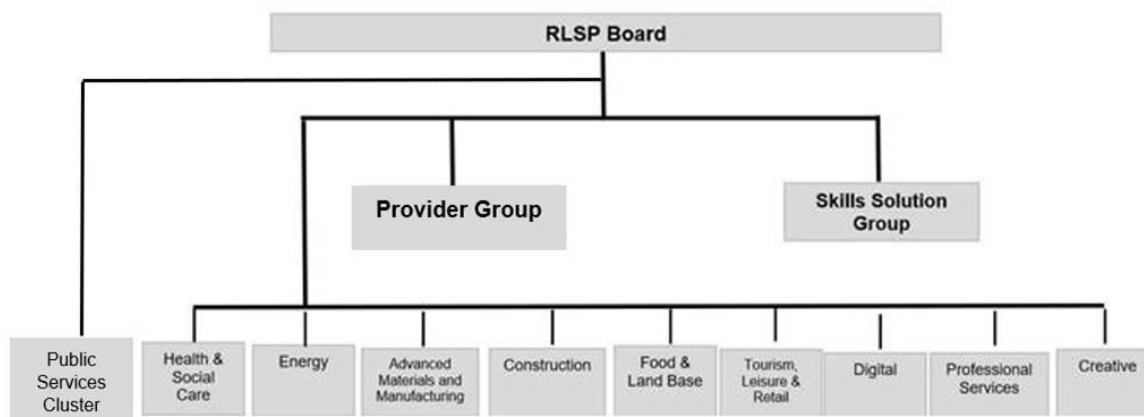 RLSP Board
Provider Group
Skills Solution
Group
Public
Services
Cluster
Health &
Social
Care
Energy
Advanced
Materials and
Manufacturing
Construction
Food &
Land Base
Tourism,
Leisure &
Retail
Digital
Professional
Services
Creative